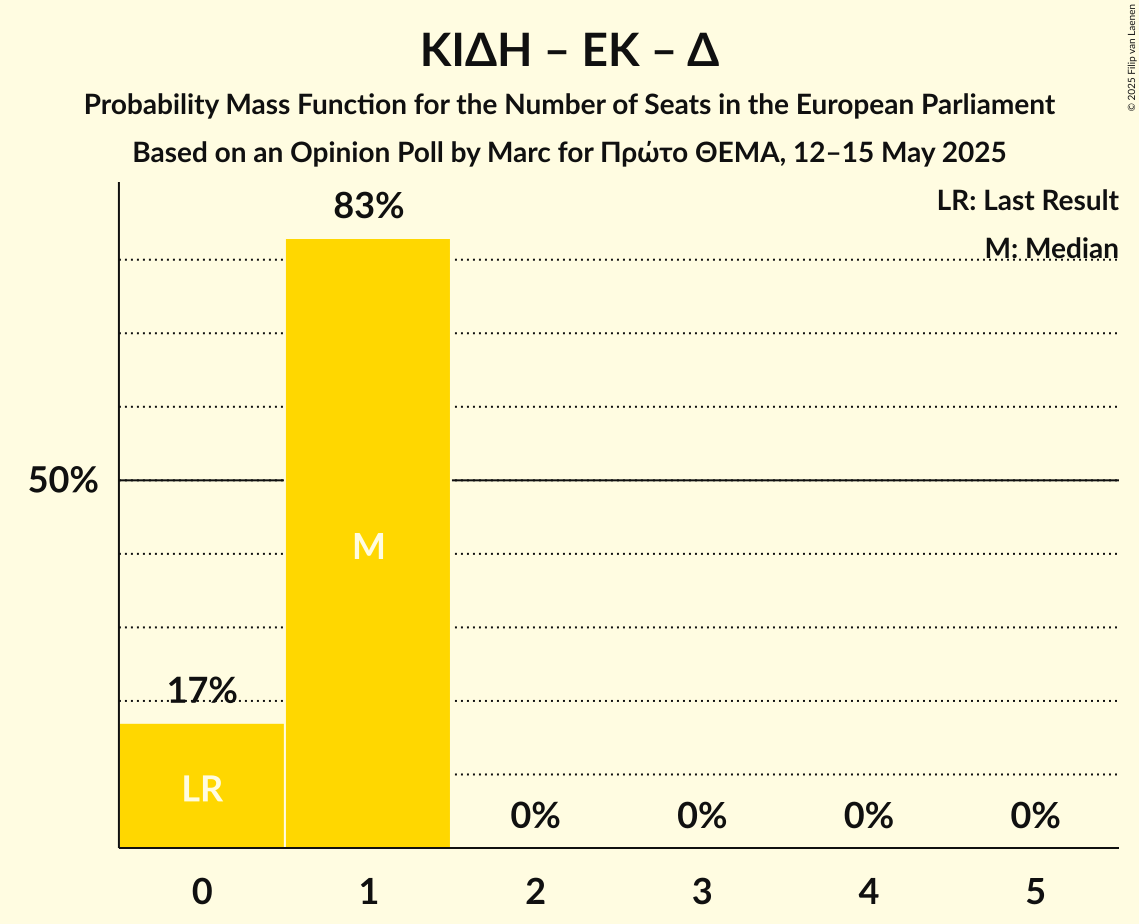 ΚΙΔΗ – ΕΚ – Δ
Probability Mass Function for the Number of Seats in the European Parliament
Based on an Opinion Poll by Marc for Πρώτο ΘΕΜΑ, 12–15 May 2025
© 2025 Filip van Laenen
LR: Last Result
M: Median
83%
50%
M
17%
LR
0%
0%
0%
0%
0
1
2
3
4
5